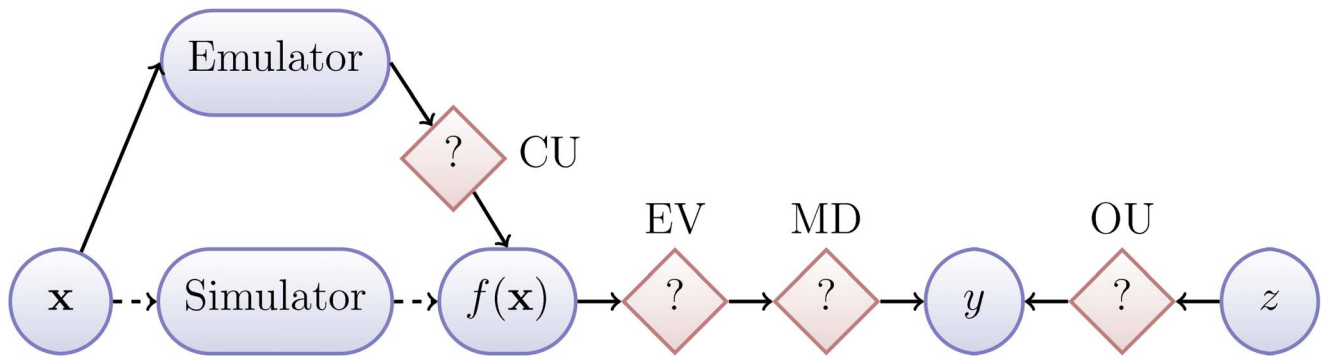 Emulator
? CU
EV MD OU
x Simulator f(x) ? ? y ? z